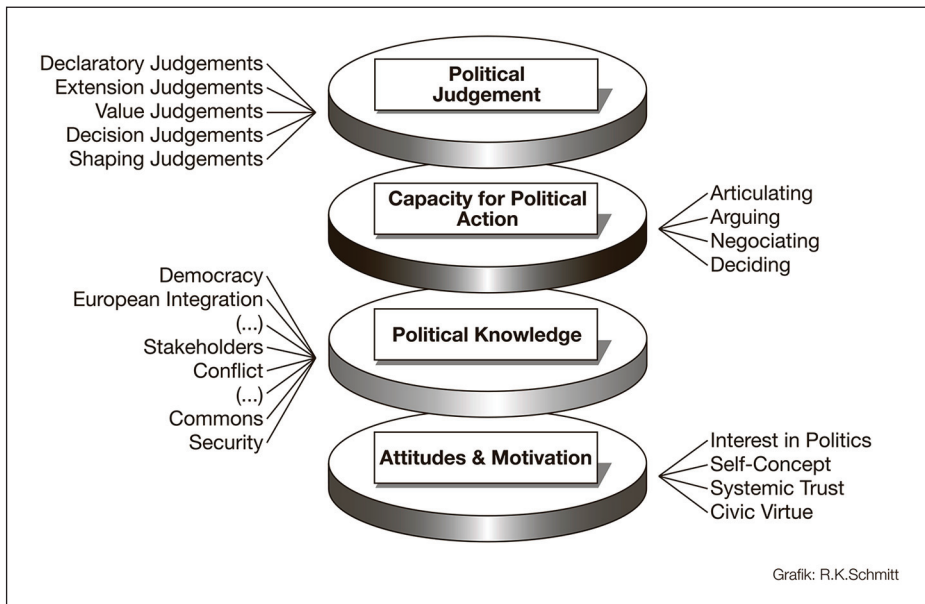 Declaratory Judgements
Extension Judgements
Value Judgements
Decision Judgements
Shaping Judgements
Political
Judgement
Capacity for Political
Action
Articulating
Arguing
Negociating
Deciding
Democracy
European Integration
(...)
Stakeholders
Conflict
(...)
Commons
Security
Political Knowledge
Attitudes & Motivation
Interest in Politics
Self-Concept
Systemic Trust
Civic Virtue
Grafik: R.K.Schmitt